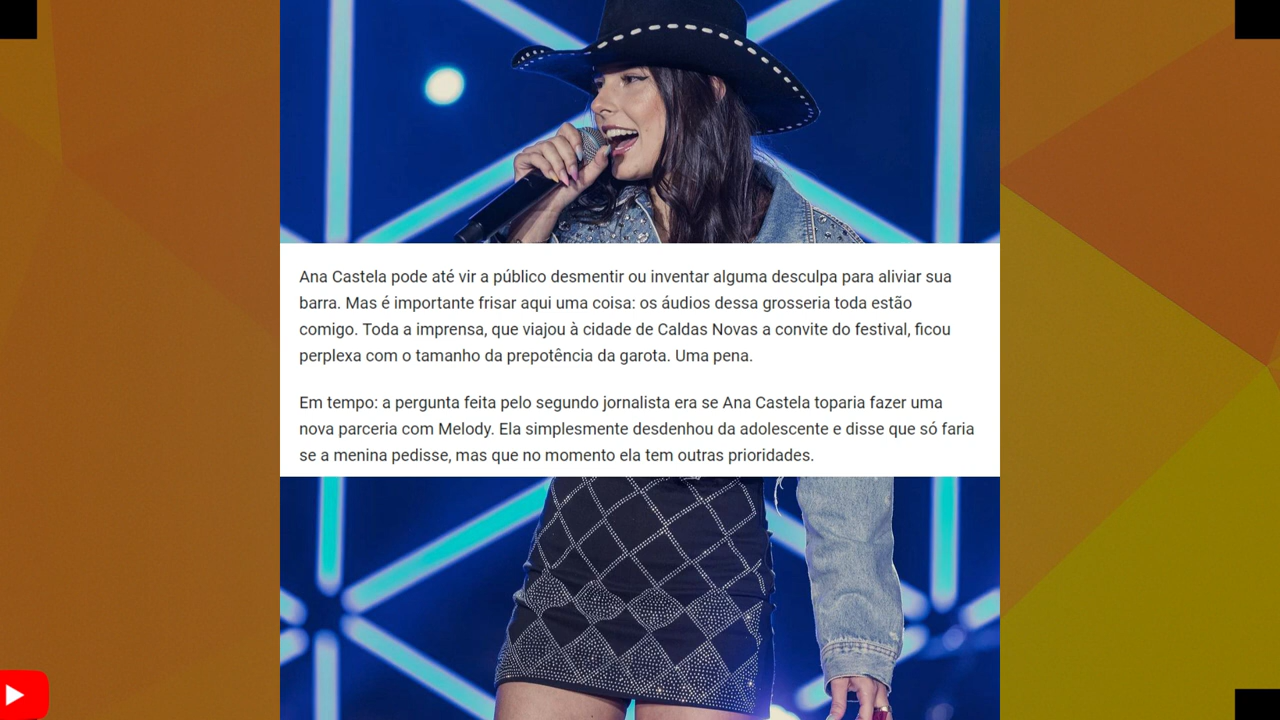 Ana Castela pode até vir a público desmentir ou inventar alguma desculpa para aliviar sua
barra. Mas é importante frisar aqui uma coisa: os áudios dessa grosseria toda estão
comigo. Toda a imprensa, que viajou à cidade de Caldas Novas a convite do festival, ficou
perplexa com o tamanho da prepotência da garota. Uma pena.
Em tempo: a pergunta feita pelo segundo jornalista era se Ana Castela toparia fazer uma
nova parceria com Melody. Ela simplesmente desdenhou da adolescente e disse que só faria
se a menina pedisse, mas que no momento ela tem outras prioridades.